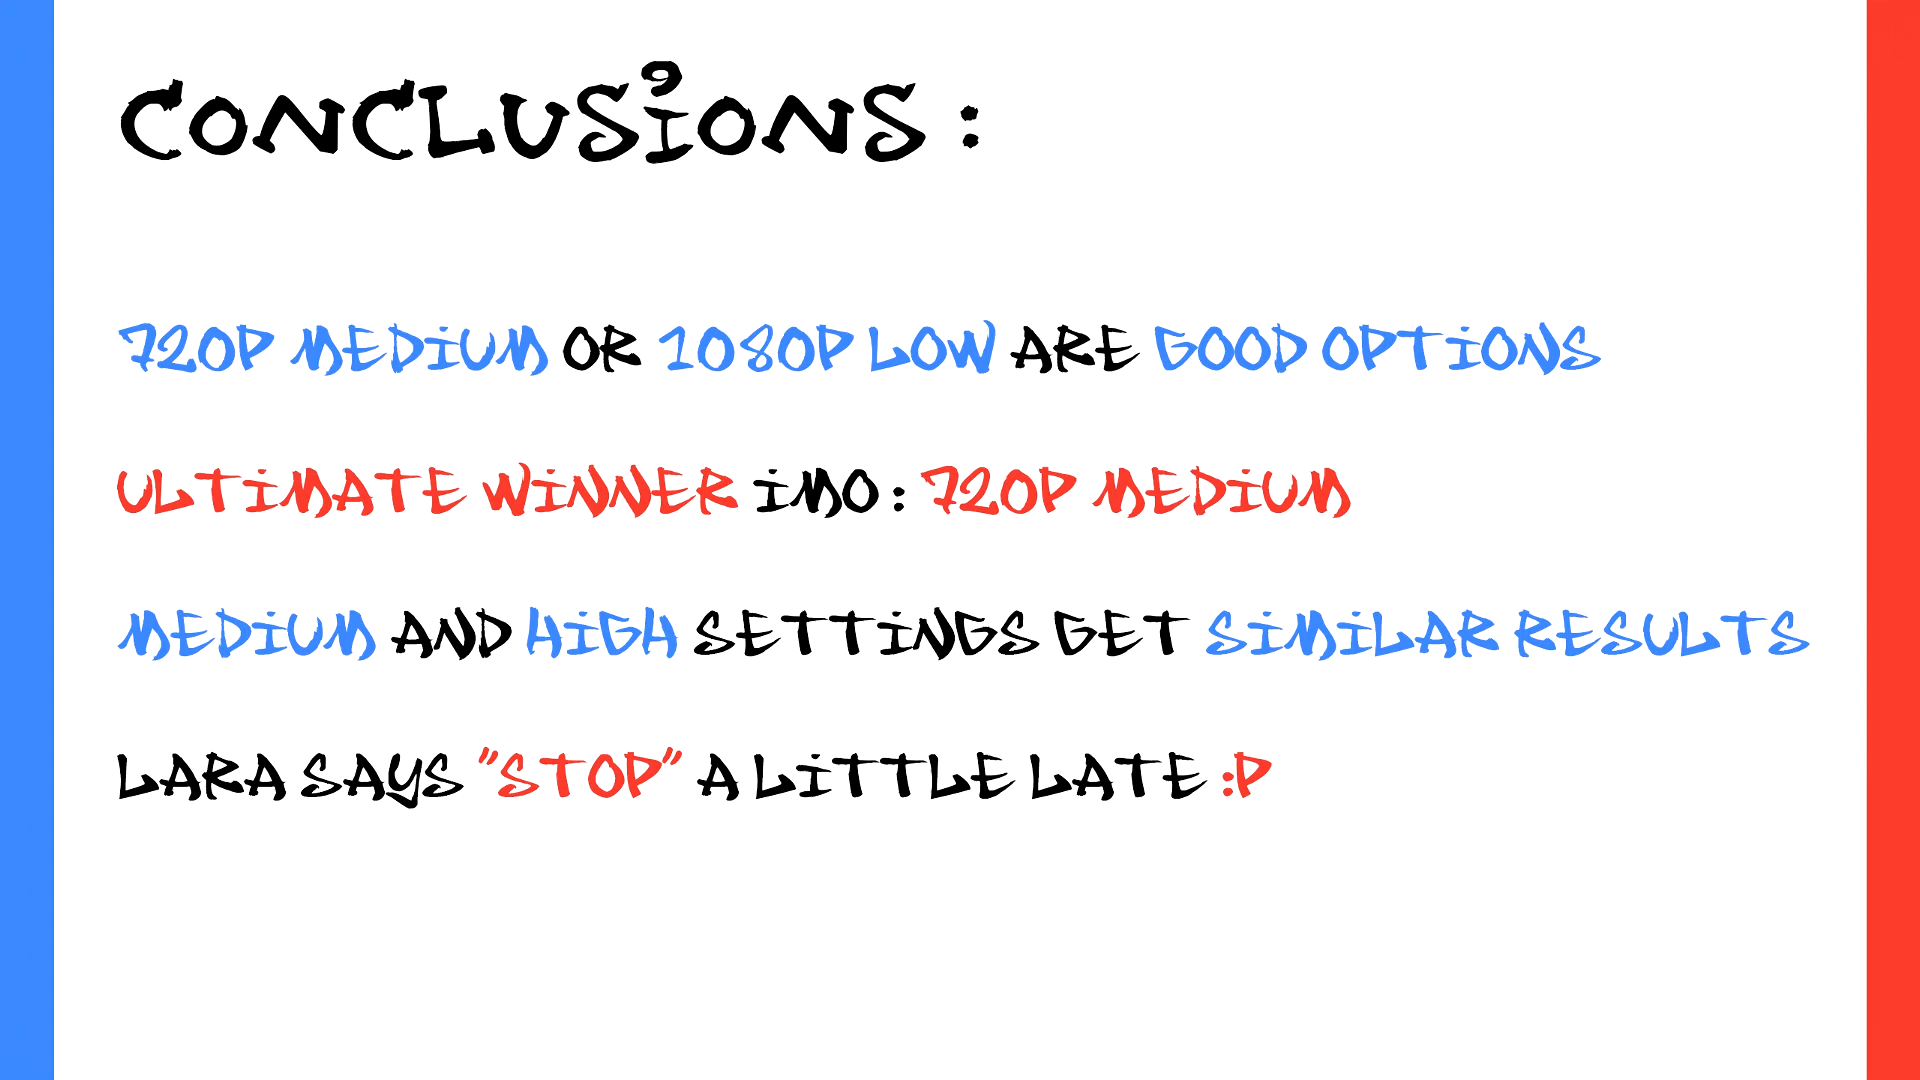 CONCLUSIONS :
720P MEDIUM OR 1080P LOW ARE GOOD OPTIONS
ULTIMATE WINNER IMO : 720P MEDIUM
MEDIUM AND HIGH SETTINGS GET SIMILAR RESULTS
LARA SAYS "STOP" A LITTLE LATE :P